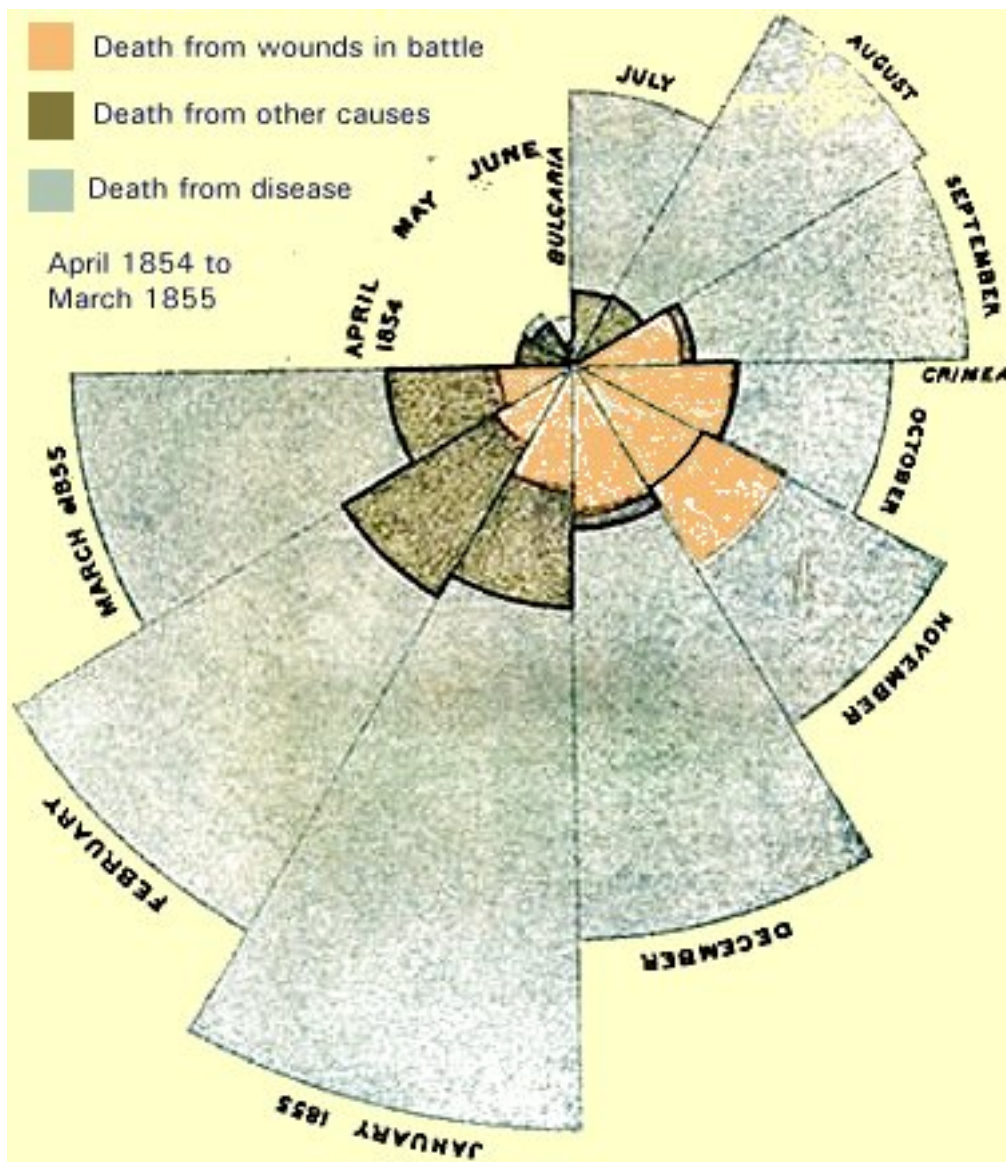 Death from wounds in battle
Death from other causes
Death from disease
April 1854 to
March 1855
APRIL
1854
MAY
JUNE
BULGARIA
JULY
AUGUST
SEPTEMBER
CRIMEA
OCTOBER
NOVEMBER
DECEMBER
JANUARY 1855
FEBRUARY
MARCH 1855